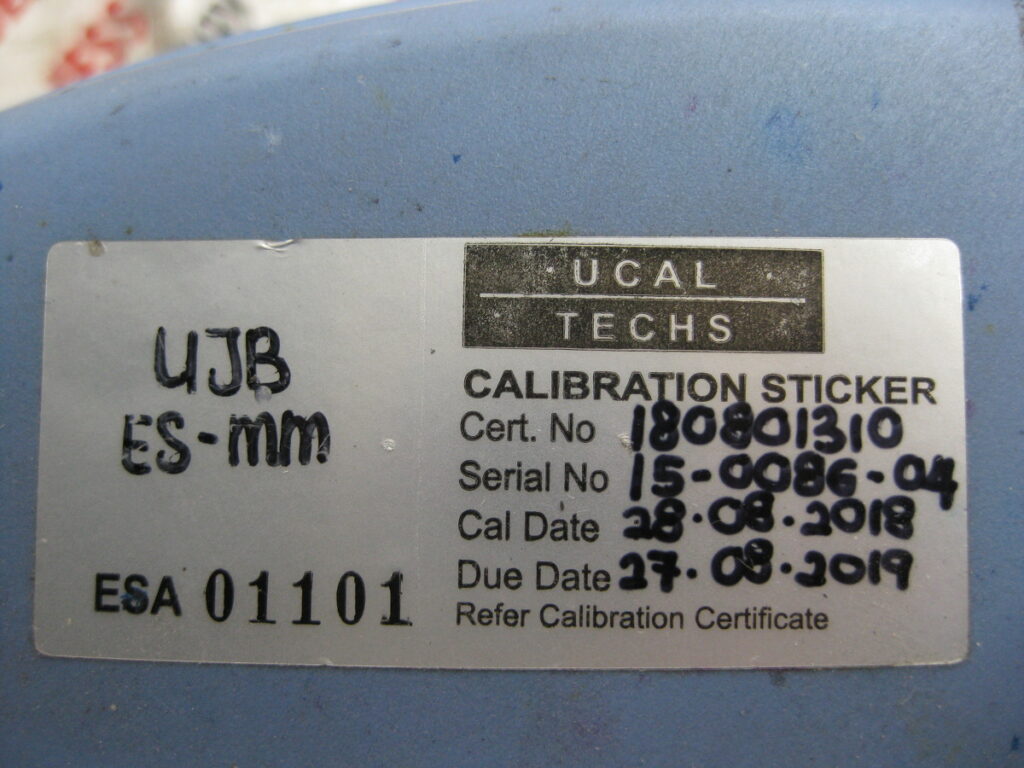 UJB
ES-mm
ESA 01101
UCAL
TECHS
CALIBRATION STICKER
Cert. No 180801310
Serial No 15-0086-04
Cal Date 28.08.2018
Due Date 27.08.2019
Refer Calibration Certificate